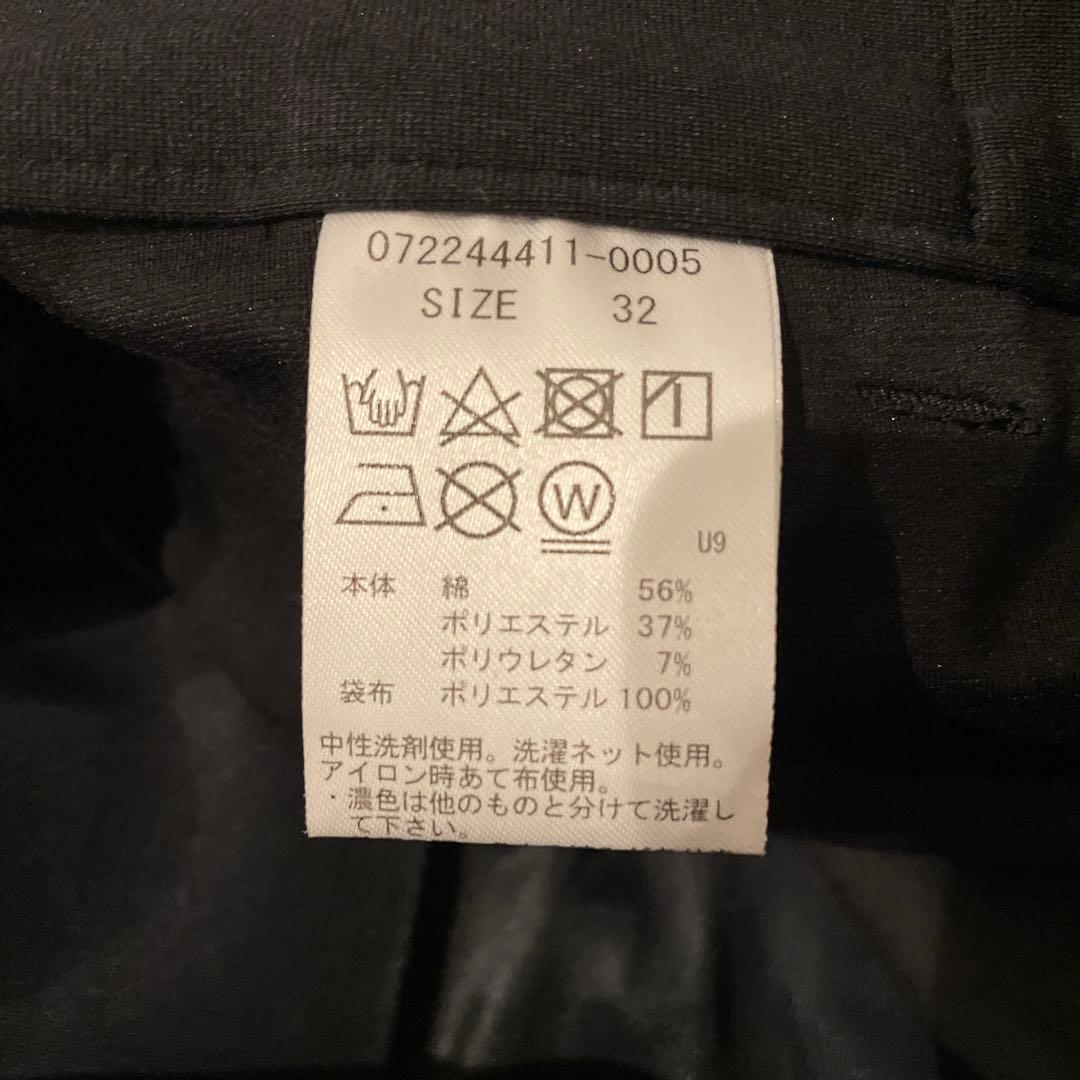 072244411-0005
SIZE 32
W
U9
本体 綿 56%
ポリエステル 37%
ポリウレタン 7%
袋布 ポリエステル 100%
中性洗剤使用。洗濯ネット使用。
アイロン時あて布使用。
・濃色は他のものと分けて洗濯し
て下さい。